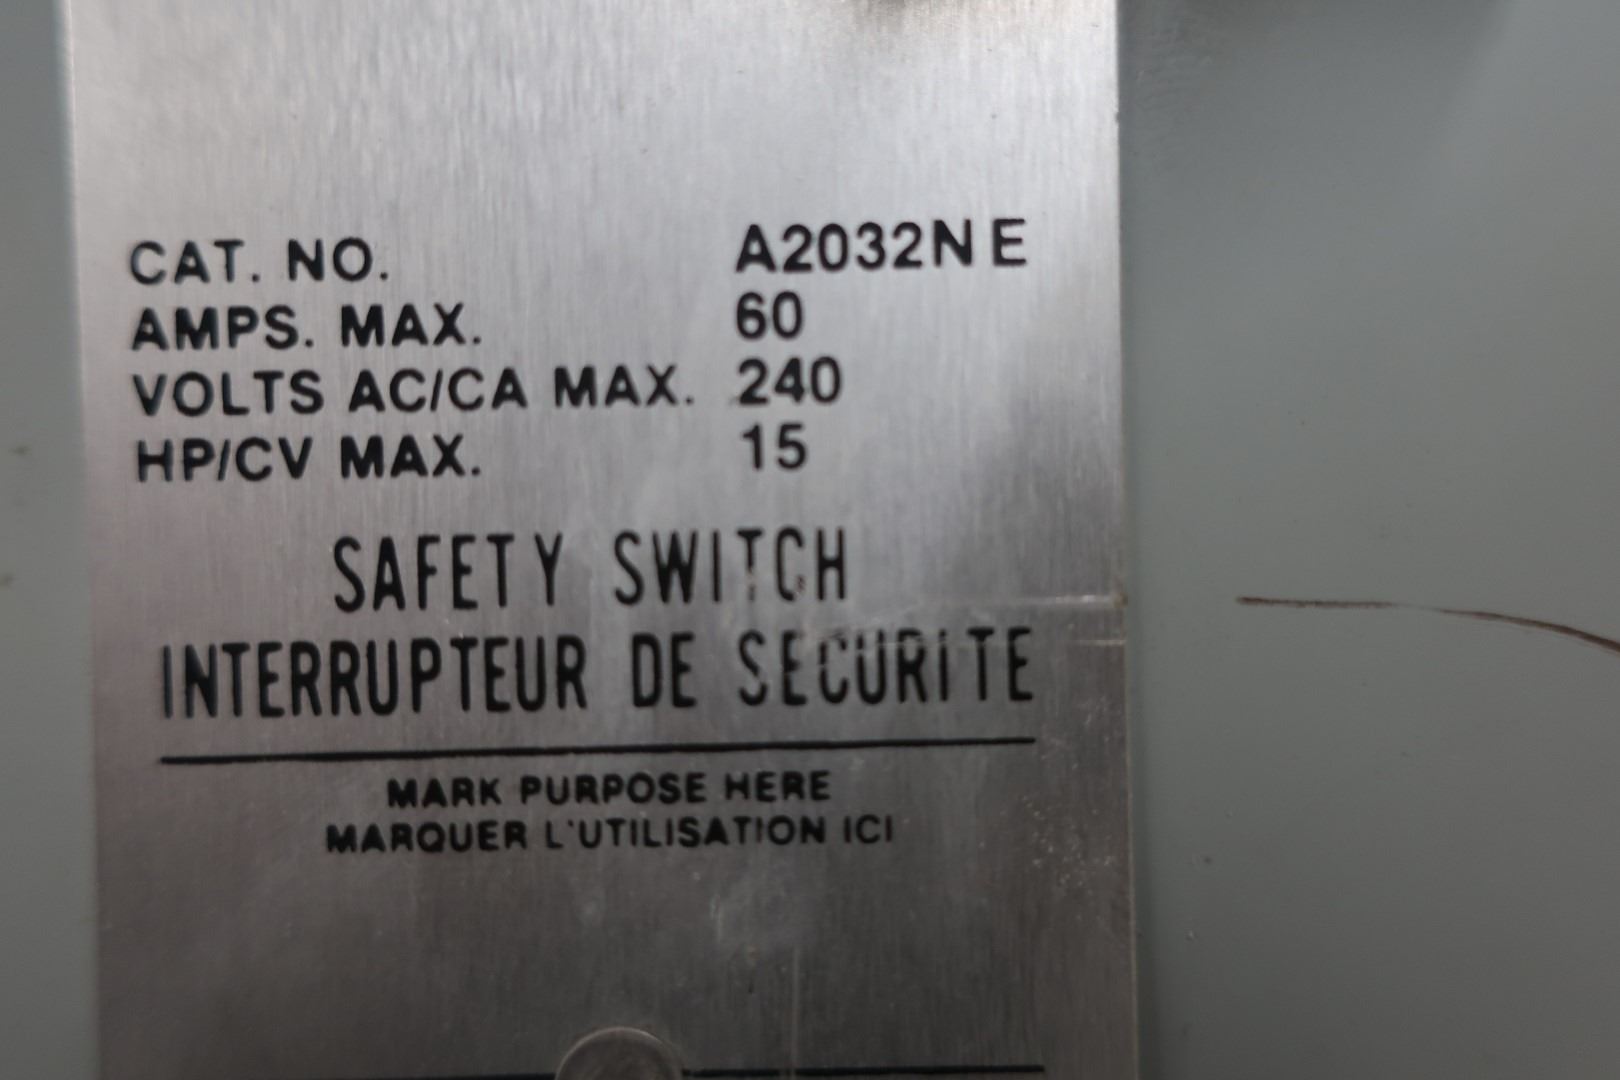 CAT. NO. A2032N E
AMPS. MAX. 60
VOLTS AC/CA MAX. 240
HP/CV MAX. 15
SAFETY SWITCH
INTERRUPTEUR DE SECURITE
MARK PURPOSE HERE
MARQUER L'UTILISATION ICI